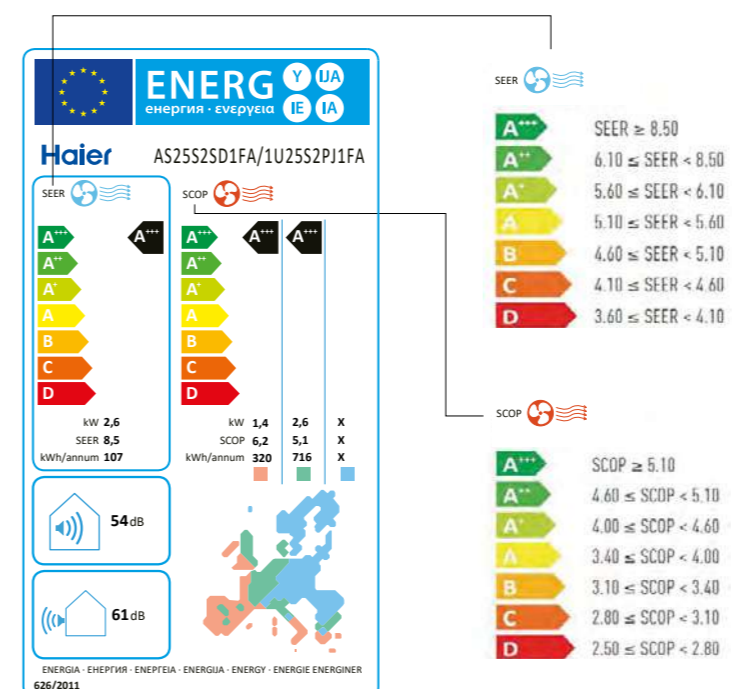 ENERG Y IJA
енергия · ενεργεια IE IA
Haier AS25S2SD1FA/1U25S2PJ1FA
SEER SCOP
A+++ A+++ A+++ A+++ A+++
A++ A++
A+ A+
A A
B B
C C
D D
kW 2,6 kW 1,4 2,6 X
SEER 8,5 SCOP 6,2 5,1 X
kWh/annum 107 kWh/annum 320 716 X
54 dB
61 dB
ENERGIA · ЕНЕРГИЯ · ΕΝΕΡΓΕΙΑ · ENERGIJA · ENERGY · ENERGIE ENERGINER
626/2011
SEER
A+++ SEER ≥ 8.50
A++ 6.10 ≤ SEER < 8.50
A+ 5.60 ≤ SEER < 6.10
A 5.10 ≤ SEER < 5.60
B 4.60 ≤ SEER < 5.10
C 4.10 ≤ SEER < 4.60
D 3.60 ≤ SEER < 4.10
SCOP
A+++ SCOP ≥ 5.10
A++ 4.60 ≤ SCOP < 5.10
A+ 4.00 ≤ SCOP < 4.60
A 3.40 ≤ SCOP < 4.00
B 3.10 ≤ SCOP < 3.40
C 2.80 ≤ SCOP < 3.10
D 2.50 ≤ SCOP < 2.80